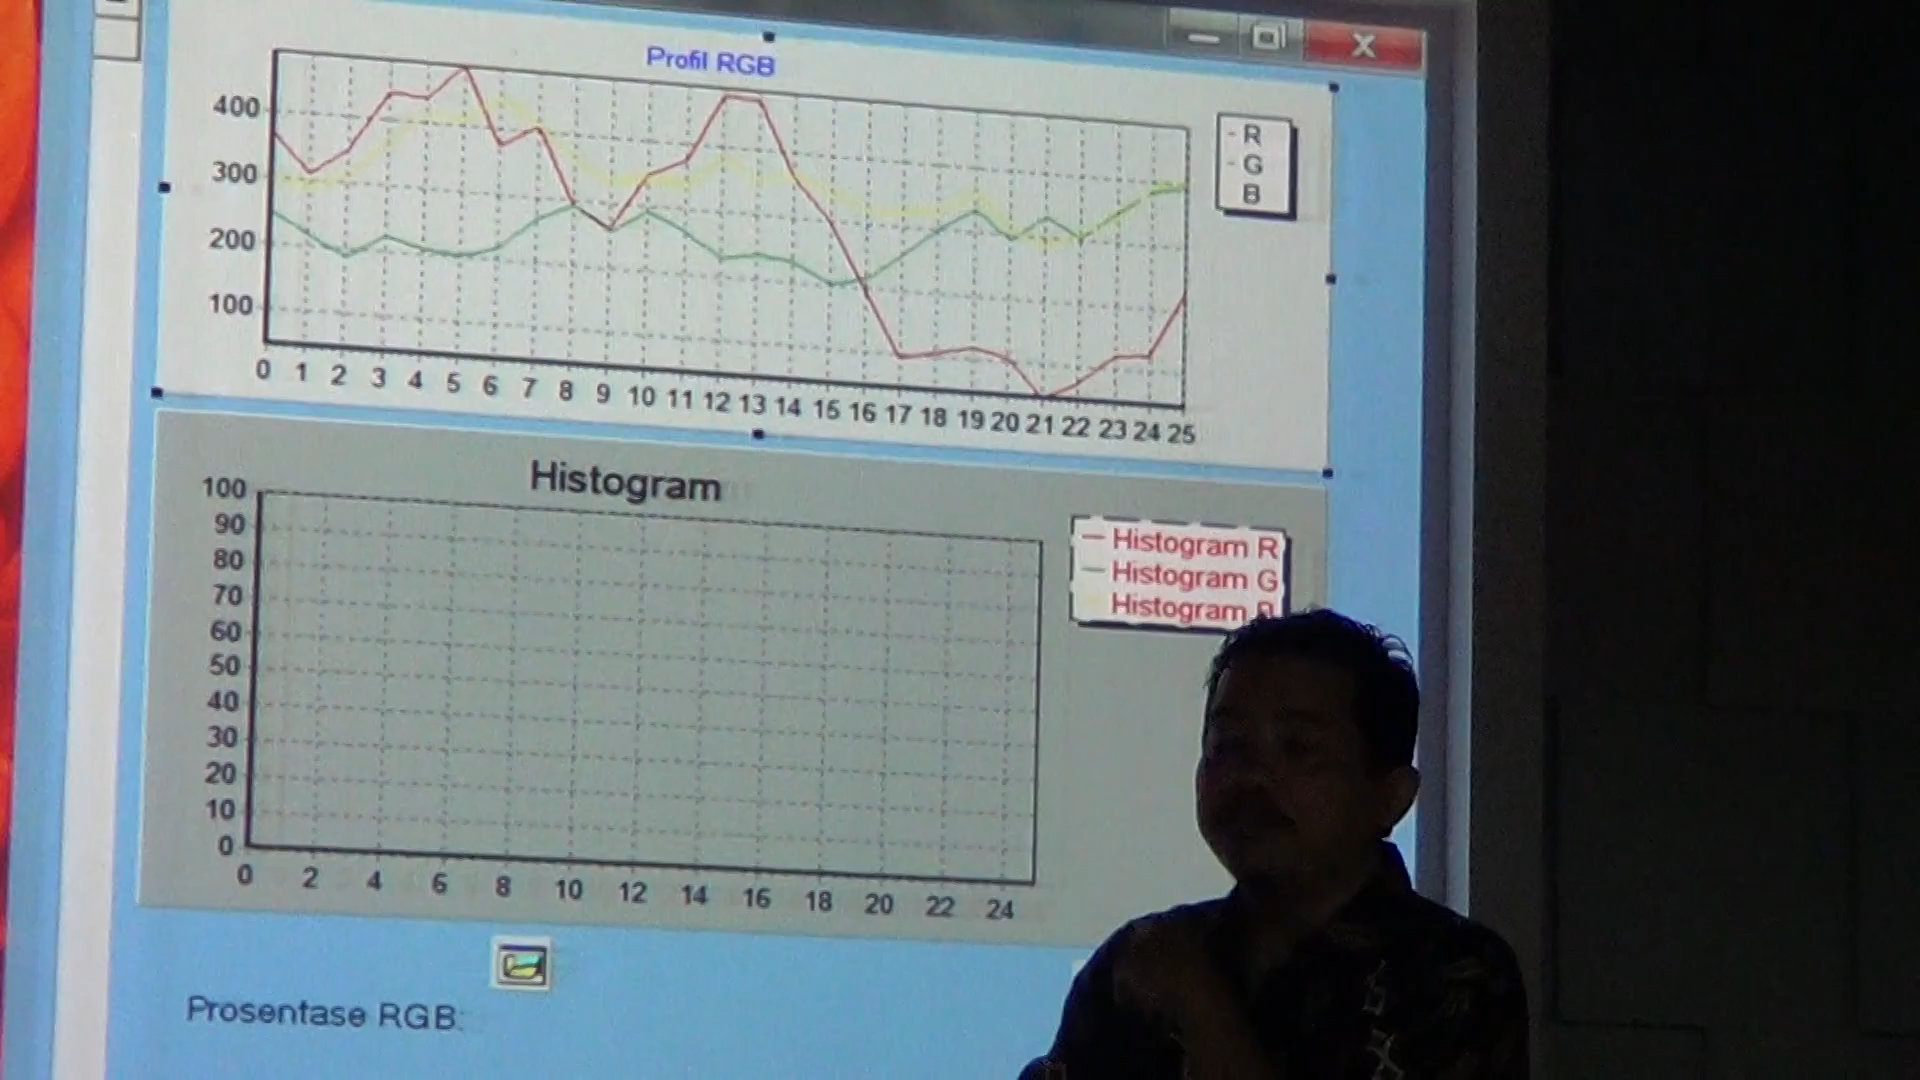 Profil RGB
400
300
200
100
0 1 2 3 4 5 6 7 8 9 10 11 12 13 14 15 16 17 18 19 20 21 22 23 24 25
R
G
B
Histogram
100
90
80
70
60
50
40
30
20
10
0
0 2 4 6 8 10 12 14 16 18 20 22 24
Histogram R
Histogram G
Histogram
Prosentase RGB: